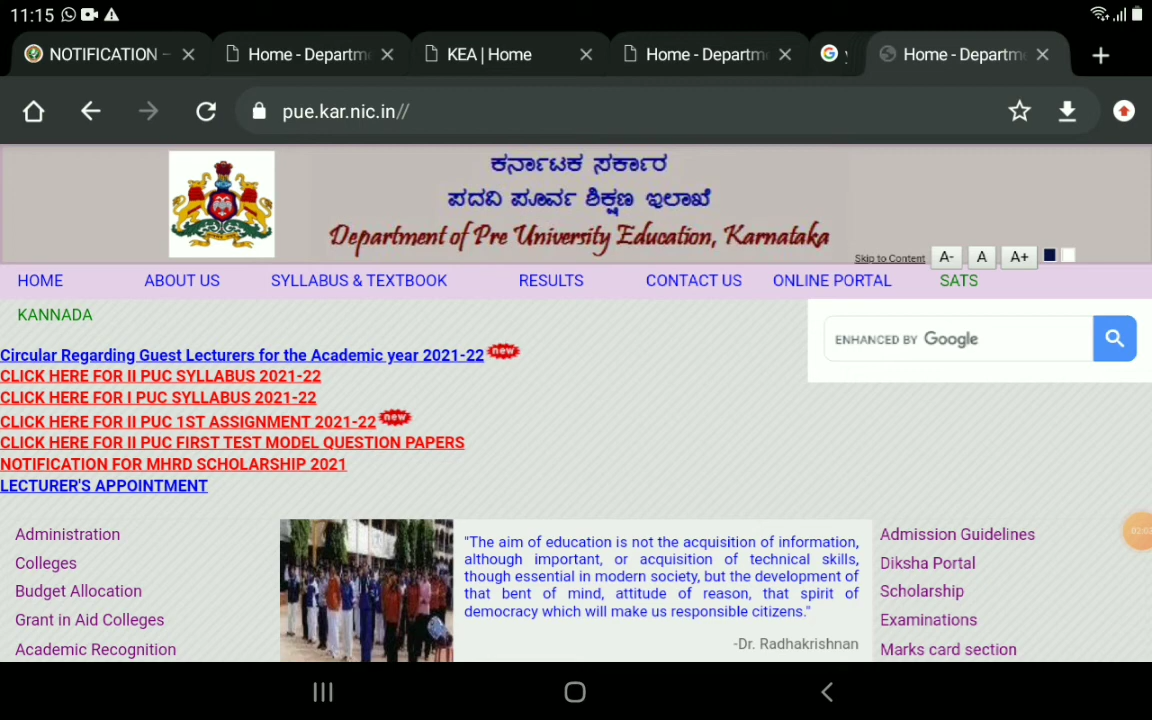 11:15
NOTIFICATION –
Home - Departm
KEA | Home
Home - Departm
Home - Departm
pue.kar.nic.in//
ಕರ್ನಾಟಕ ಸರ್ಕಾರ
ಪದವಿ ಪೂರ್ವ ಶಿಕ್ಷಣ ಇಲಾಖೆ
Department of Pre University Education, Karnataka
Skip to Content A- A A+
HOME ABOUT US SYLLABUS & TEXTBOOK RESULTS CONTACT US ONLINE PORTAL SATS
KANNADA
ENHANCED BY Google
Circular Regarding Guest Lecturers for the Academic year 2021-22 new
CLICK HERE FOR II PUC SYLLABUS 2021-22
CLICK HERE FOR I PUC SYLLABUS 2021-22
CLICK HERE FOR II PUC 1ST ASSIGNMENT 2021-22 new
CLICK HERE FOR II PUC FIRST TEST MODEL QUESTION PAPERS
NOTIFICATION FOR MHRD SCHOLARSHIP 2021
LECTURER'S APPOINTMENT
Administration
Colleges
Budget Allocation
Grant in Aid Colleges
Academic Recognition
"The aim of education is not the acquisition of information,
although important, or acquisition of technical skills,
though essential in modern society, but the development of
that bent of mind, attitude of reason, that spirit of
democracy which will make us responsible citizens."
-Dr. Radhakrishnan
Admission Guidelines
Diksha Portal
Scholarship
Examinations
Marks card section